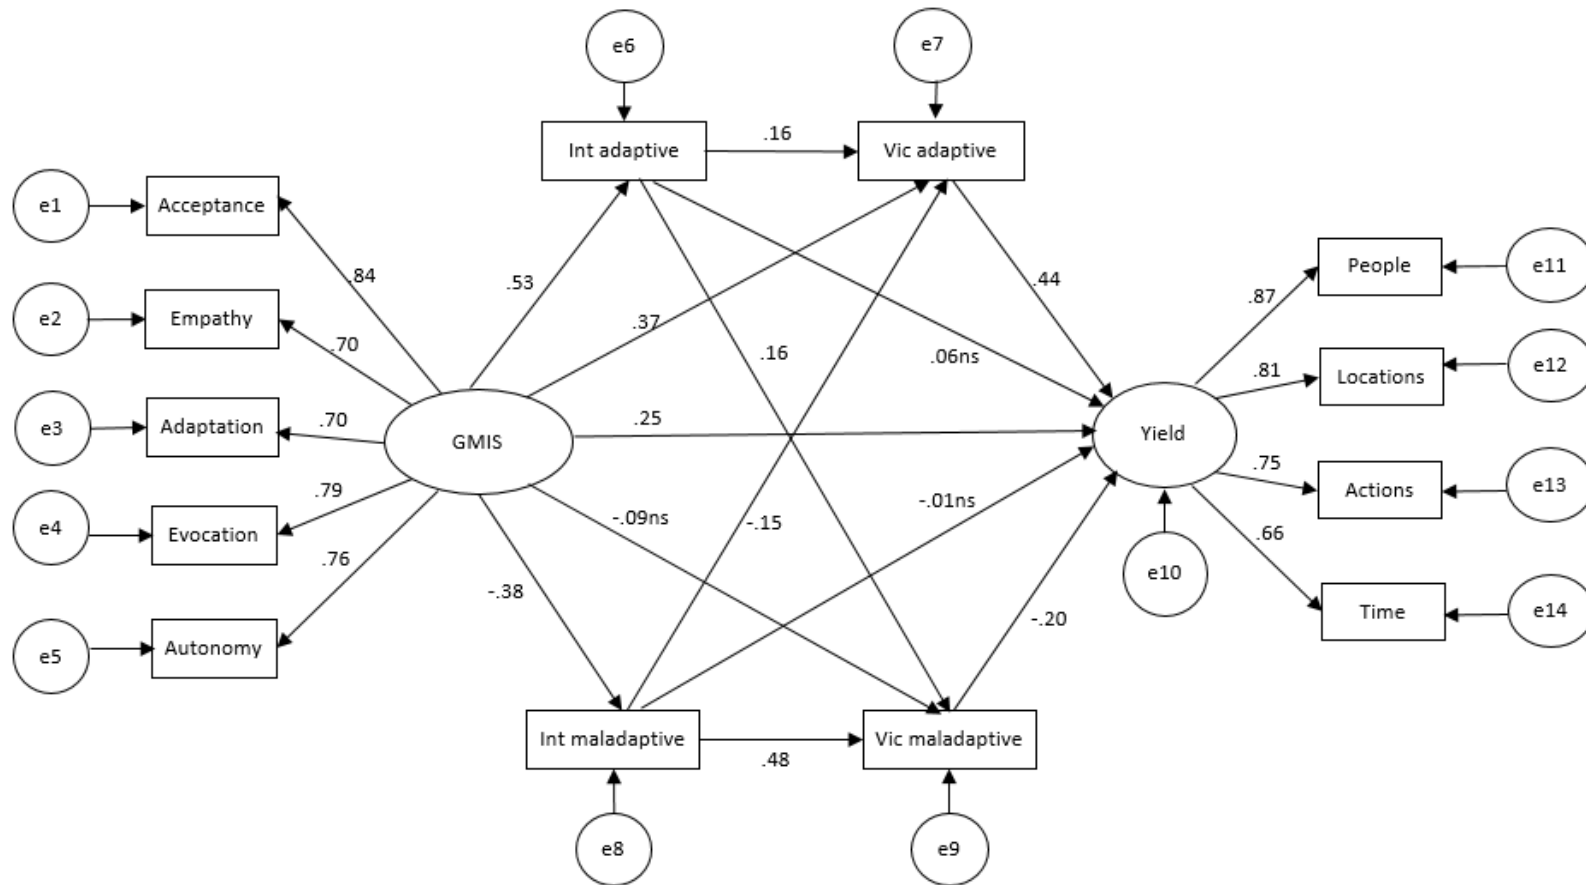 e6
e7
Int adaptive
.16
Vic adaptive
e1
Acceptance
.84
.53
.44
People
e11
.87
e2
Empathy
.70
.37
.16
.06ns
.81
Locations
e12
e3
Adaptation
.70
GMIS
.25
Yield
.75
Actions
e13
e4
Evocation
.79
-.09ns
-.15
-.01ns
.66
e10
e5
Autonomy
.76
-.38
-.20
Time
e14
Int maladaptive
.48
Vic maladaptive
e8
e9